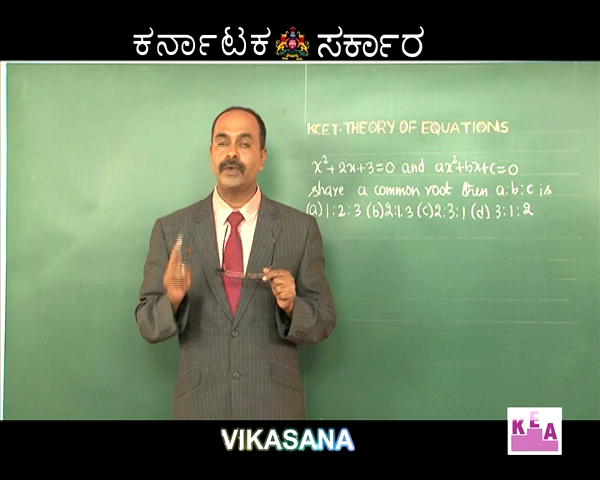 ಕರ್ನಾಟಕ ಸರ್ಕಾರ
KCET-THEORY OF EQUATIONS
x²+2x+3=0 and ax²+bx+c=0
share a common root then a:b:c is
(a) 1:2:3 (b) 2:1:3 (c) 2:3:1 (d) 3:1:2
VIKASANA
KEA